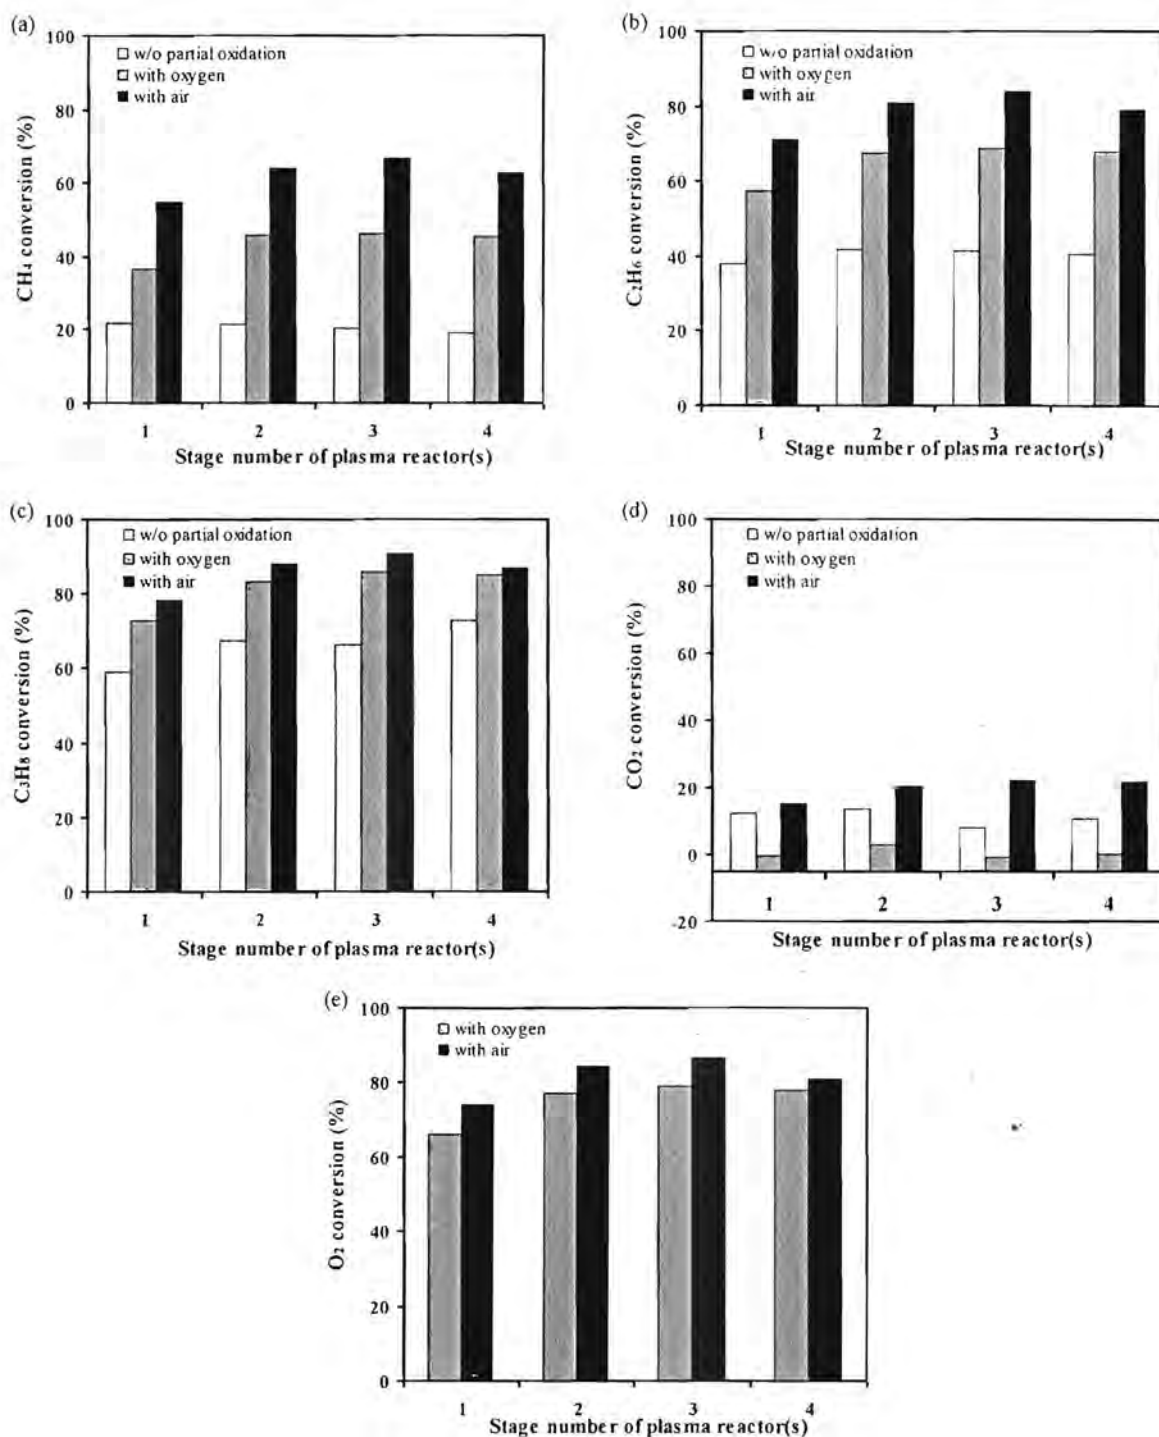 (a)
100
80
60
40
20
0
CH4 conversion (%)
w/o partial oxidation
with oxygen
with air
1 2 3 4
Stage number of plasma reactor(s)
(b)
100
80
60
40
20
0
C2H6 conversion (%)
w/o partial oxidation
with oxygen
with air
1 2 3 4
Stage number of plasma reactor(s)
(c)
100
80
60
40
20
0
C3H8 conversion (%)
w/o partial oxidation
with oxygen
with air
1 2 3 4
Stage number of plasma reactor(s)
(d)
100
80
60
40
20
0
-20
CO2 conversion (%)
w/o partial oxidation
with oxygen
with air
1 2 3 4
Stage number of plasma reactor(s)
(e)
100
80
60
40
20
0
O2 conversion (%)
with oxygen
with air
1 2 3 4
Stage number of plasma reactor(s)